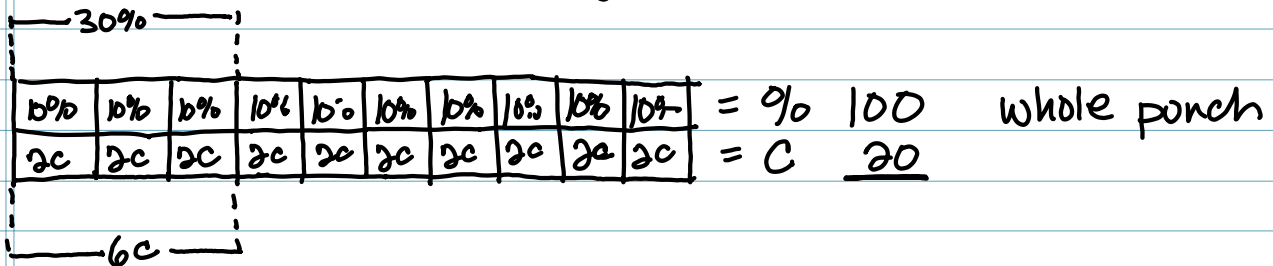 30%
10% 10% 10% 10% 10% 10% 10% 10% 10% 10% = % 100 whole punch
2c 2c 2c 2c 2c 2c 2c 2c 2c 2c = C 20
6C